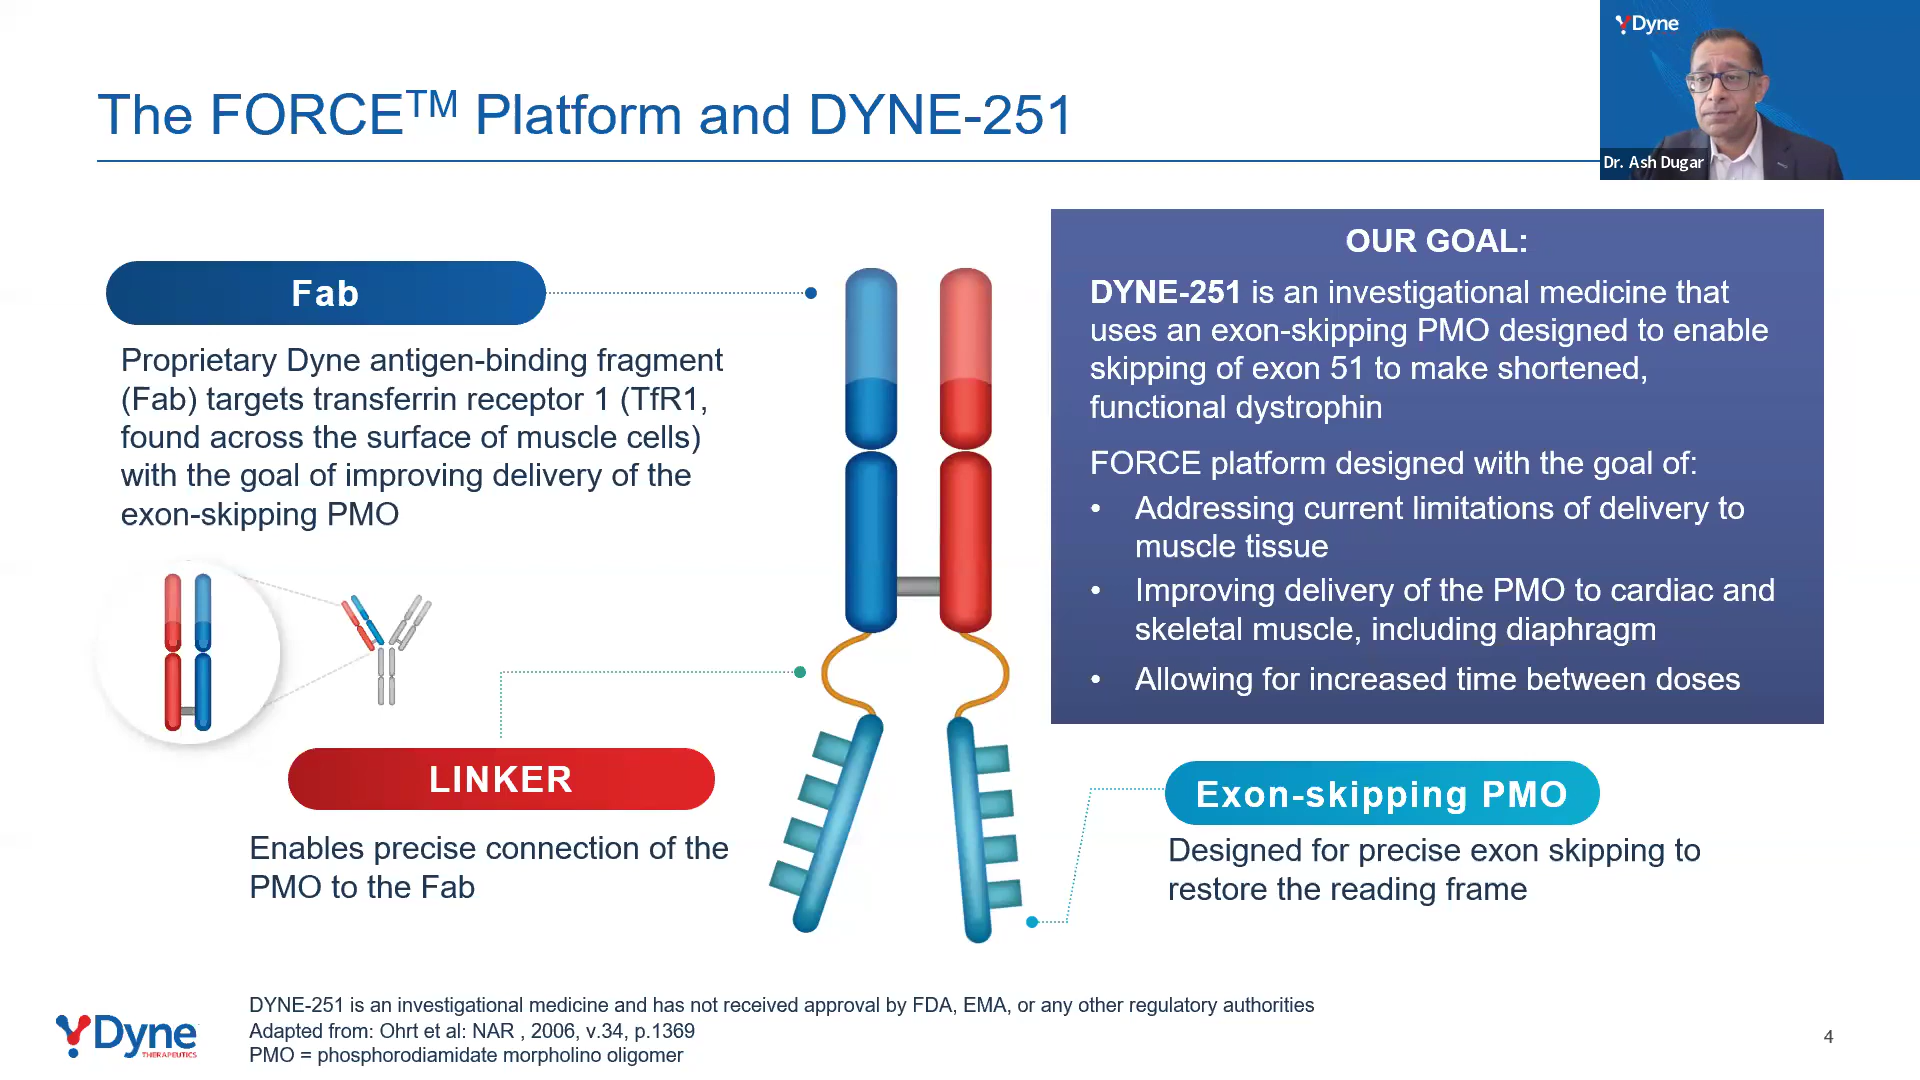 Dyne
Dr. Ash Dugar
The FORCE™ Platform and DYNE-251
Fab
Proprietary Dyne antigen-binding fragment
(Fab) targets transferrin receptor 1 (TfR1,
found across the surface of muscle cells)
with the goal of improving delivery of the
exon-skipping PMO
OUR GOAL:
DYNE-251 is an investigational medicine that
uses an exon-skipping PMO designed to enable
skipping of exon 51 to make shortened,
functional dystrophin
FORCE platform designed with the goal of:
• Addressing current limitations of delivery to
muscle tissue
• Improving delivery of the PMO to cardiac and
skeletal muscle, including diaphragm
• Allowing for increased time between doses
LINKER
Enables precise connection of the
PMO to the Fab
Exon-skipping PMO
Designed for precise exon skipping to
restore the reading frame
Dyne
THERAPEUTICS
DYNE-251 is an investigational medicine and has not received approval by FDA, EMA, or any other regulatory authorities
Adapted from: Ohrt et al: NAR , 2006, v.34, p.1369
PMO = phosphorodiamidate morpholino oligomer
4